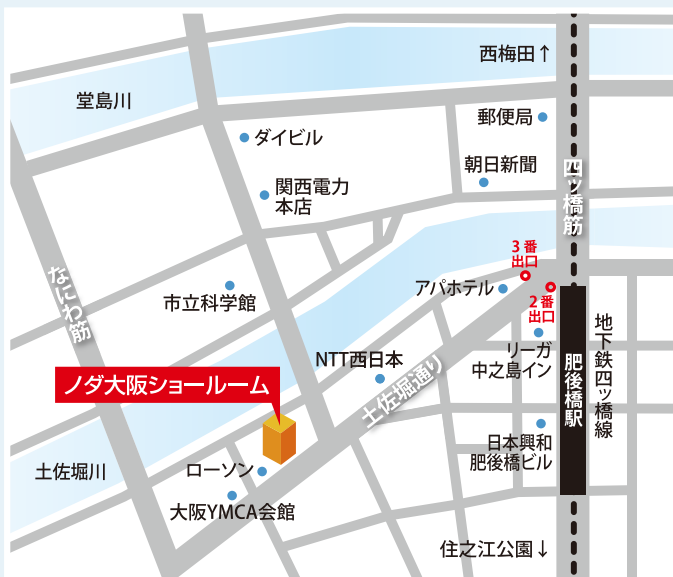 西梅田↑
堂島川
郵便局
ダイビル
朝日新聞
関西電力
本店
四ッ橋筋
3番
出口
なにわ筋
市立科学館
アパホテル
2番
出口
地下鉄四ッ橋線
リーガ
中之島イン
NTT西日本
肥後橋駅
ノダ大阪ショールーム
土佐堀通り
日本興和
肥後橋ビル
土佐堀川
ローソン
大阪YMCA会館
住之江公園↓